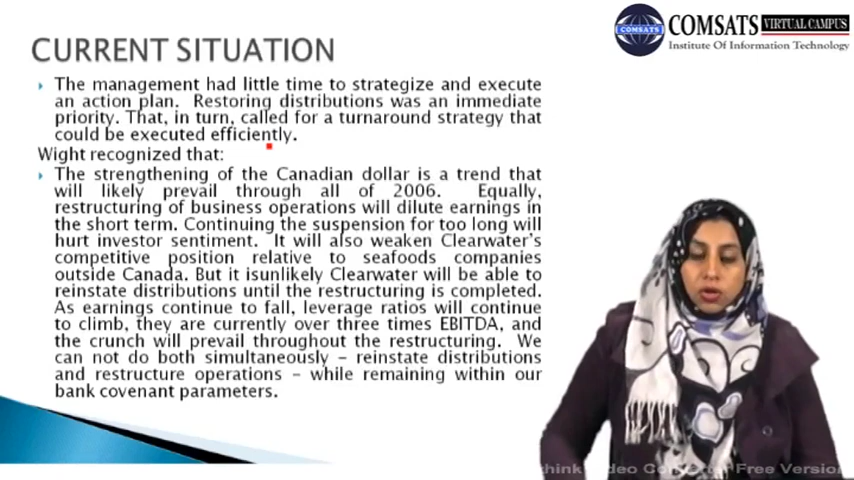 COMSATS VIRTUAL CAMPUS
COMSATS
Institute Of Information Technology
CURRENT SITUATION
The management had little time to strategize and execute
an action plan. Restoring distributions was an immediate
priority. That, in turn, called for a turnaround strategy that
could be executed efficiently.
Wight recognized that:
The strengthening of the Canadian dollar is a trend that
will likely prevail through all of 2006. Equally,
restructuring of business operations will dilute earnings in
the short term. Continuing the suspension for too long will
hurt investor sentiment. It will also weaken Clearwater's
competitive position relative to seafoods companies
outside Canada. But it isunlikely Clearwater will be able to
reinstate distributions until the restructuring is completed.
As earnings continue to fall, leverage ratios will continue
to climb, they are currently over three times EBITDA, and
the crunch will prevail throughout the restructuring. We
can not do both simultaneously – reinstate distributions
and restructure operations – while remaining within our
bank covenant parameters.
Free Version